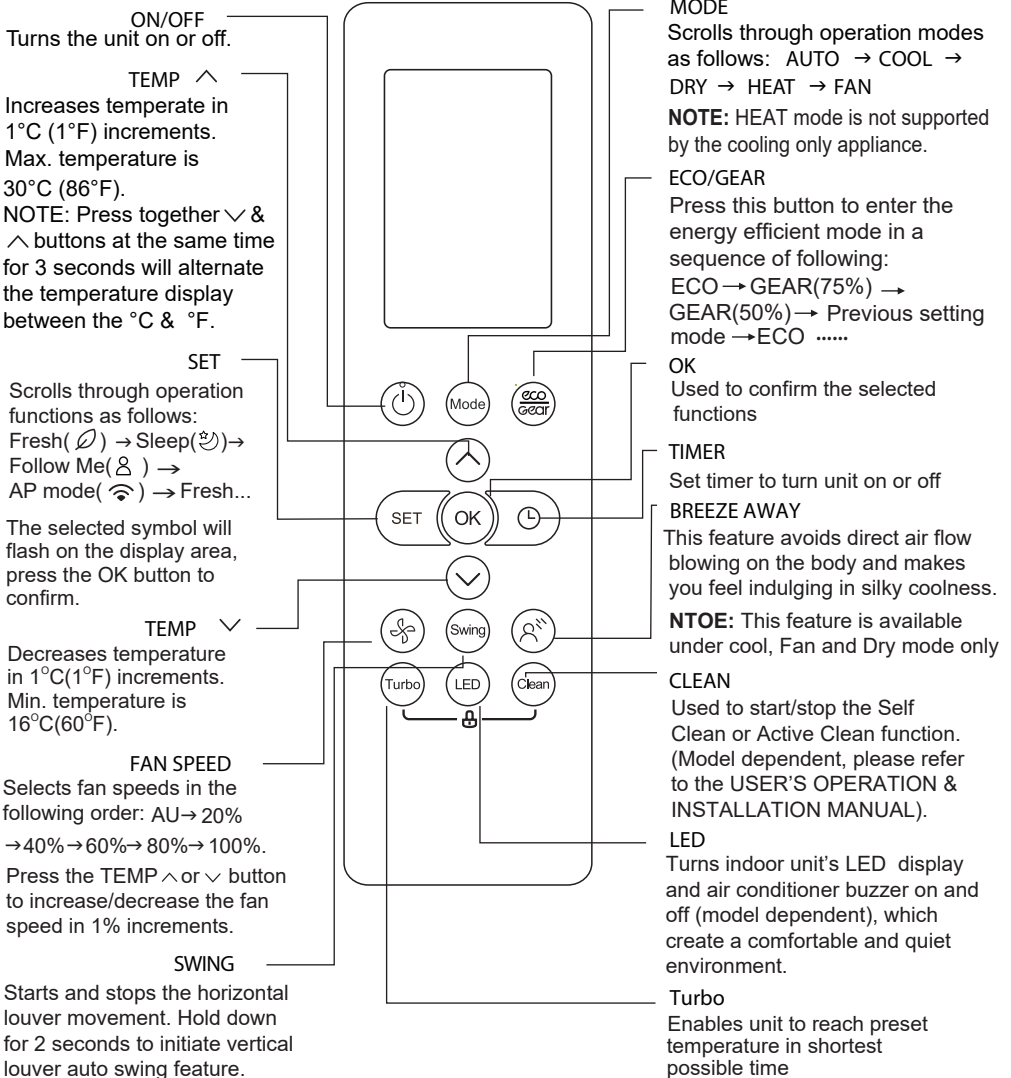 ON/OFF
Turns the unit on or off.
TEMP ∧
Increases temperate in
1°C (1°F) increments.
Max. temperature is
30°C (86°F).
NOTE: Press together ∨ &
∧ buttons at the same time
for 3 seconds will alternate
the temperature display
between the °C & °F.
SET
Scrolls through operation
functions as follows:
Fresh( ) → Sleep( )→
Follow Me( ) →
AP mode( ) → Fresh...
The selected symbol will
flash on the display area,
press the OK button to
confirm.
TEMP ∨
Decreases temperature
in 1°C(1°F) increments.
Min. temperature is
16°C(60°F).
FAN SPEED
Selects fan speeds in the
following order: AU→ 20%
→40%→60%→ 80%→ 100%.
Press the TEMP ∧ or ∨ button
to increase/decrease the fan
speed in 1% increments.
SWING
Starts and stops the horizontal
louver movement. Hold down
for 2 seconds to initiate vertical
louver auto swing feature.
Mode
eco
Gear
SET
OK
Swing
Turbo
LED
Clean
MODE
Scrolls through operation modes
as follows: AUTO → COOL →
DRY → HEAT → FAN
NOTE: HEAT mode is not supported
by the cooling only appliance.
ECO/GEAR
Press this button to enter the
energy efficient mode in a
sequence of following:
ECO → GEAR(75%) →
GEAR(50%) → Previous setting
mode → ECO ......
OK
Used to confirm the selected
functions
TIMER
Set timer to turn unit on or off
BREEZE AWAY
This feature avoids direct air flow
blowing on the body and makes
you feel indulging in silky coolness.
NTOE: This feature is available
under cool, Fan and Dry mode only
CLEAN
Used to start/stop the Self
Clean or Active Clean function.
(Model dependent, please refer
to the USER'S OPERATION &
INSTALLATION MANUAL).
LED
Turns indoor unit's LED display
and air conditioner buzzer on and
off (model dependent), which
create a comfortable and quiet
environment.
Turbo
Enables unit to reach preset
temperature in shortest
possible time